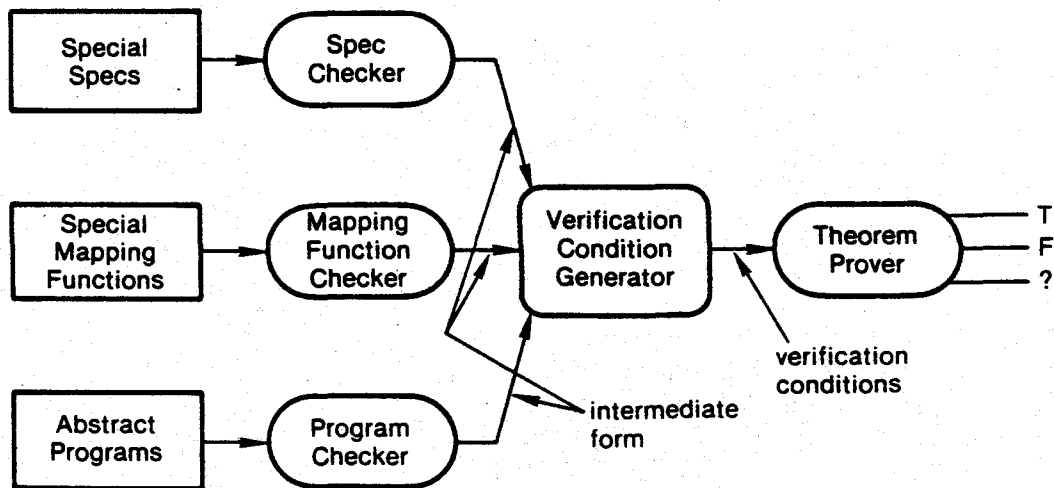 Special
Specs
Spec
Checker
Special
Mapping
Functions
Mapping
Function
Checker
Verification
Condition
Generator
Theorem
Prover
T
F
?
verification
conditions
Abstract
Programs
Program
Checker
intermediate
form